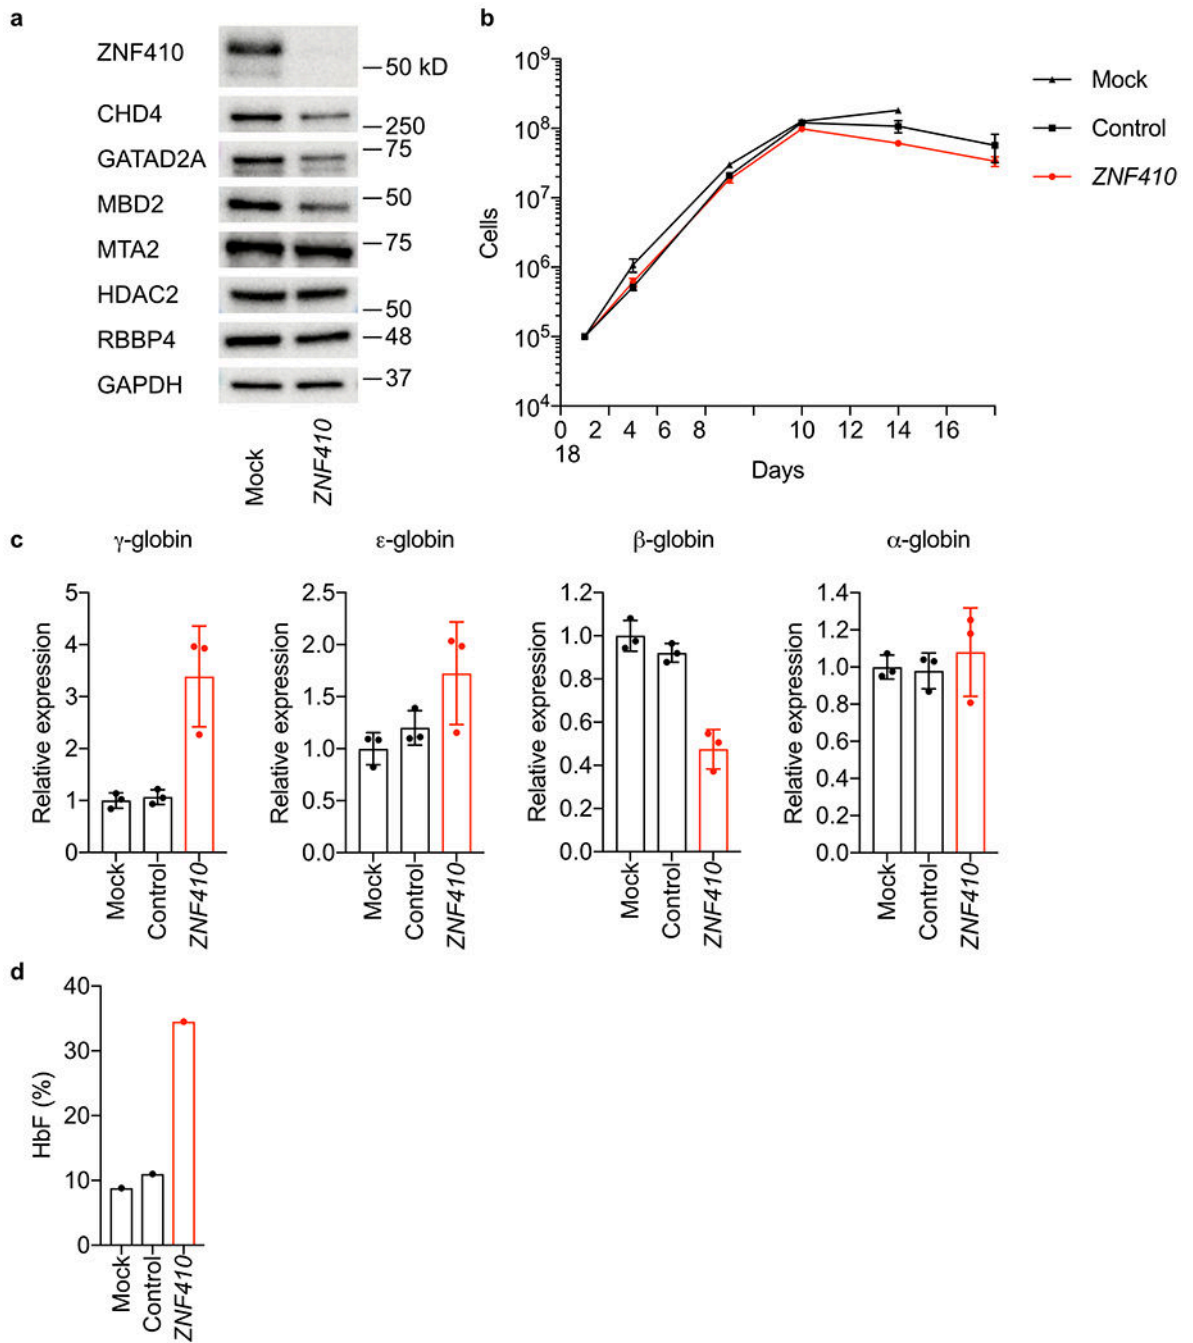 a
ZNF410
50 kD
CHD4
250
GATAD2A
75
MBD2
50
MTA2
75
HDAC2
50
RBBP4
48
GAPDH
37
Mock
ZNF410
b
Cells
10⁹
10⁸
10⁷
10⁶
10⁵
10⁴
0 2 4 6 8 10 12 14 16
18
Days
Mock
Control
ZNF410
c
γ-globin
Relative expression
5
4
3
2
1
0
Mock
Control
ZNF410
ε-globin
Relative expression
2.5
2.0
1.5
1.0
0.5
0.0
Mock
Control
ZNF410
β-globin
Relative expression
1.2
1.0
0.8
0.6
0.4
0.2
0.0
Mock
Control
ZNF410
α-globin
Relative expression
1.4
1.2
1.0
0.8
0.6
0.4
0.2
0.0
Mock
Control
ZNF410
d
HbF (%)
40
30
20
10
0
Mock
Control
ZNF410